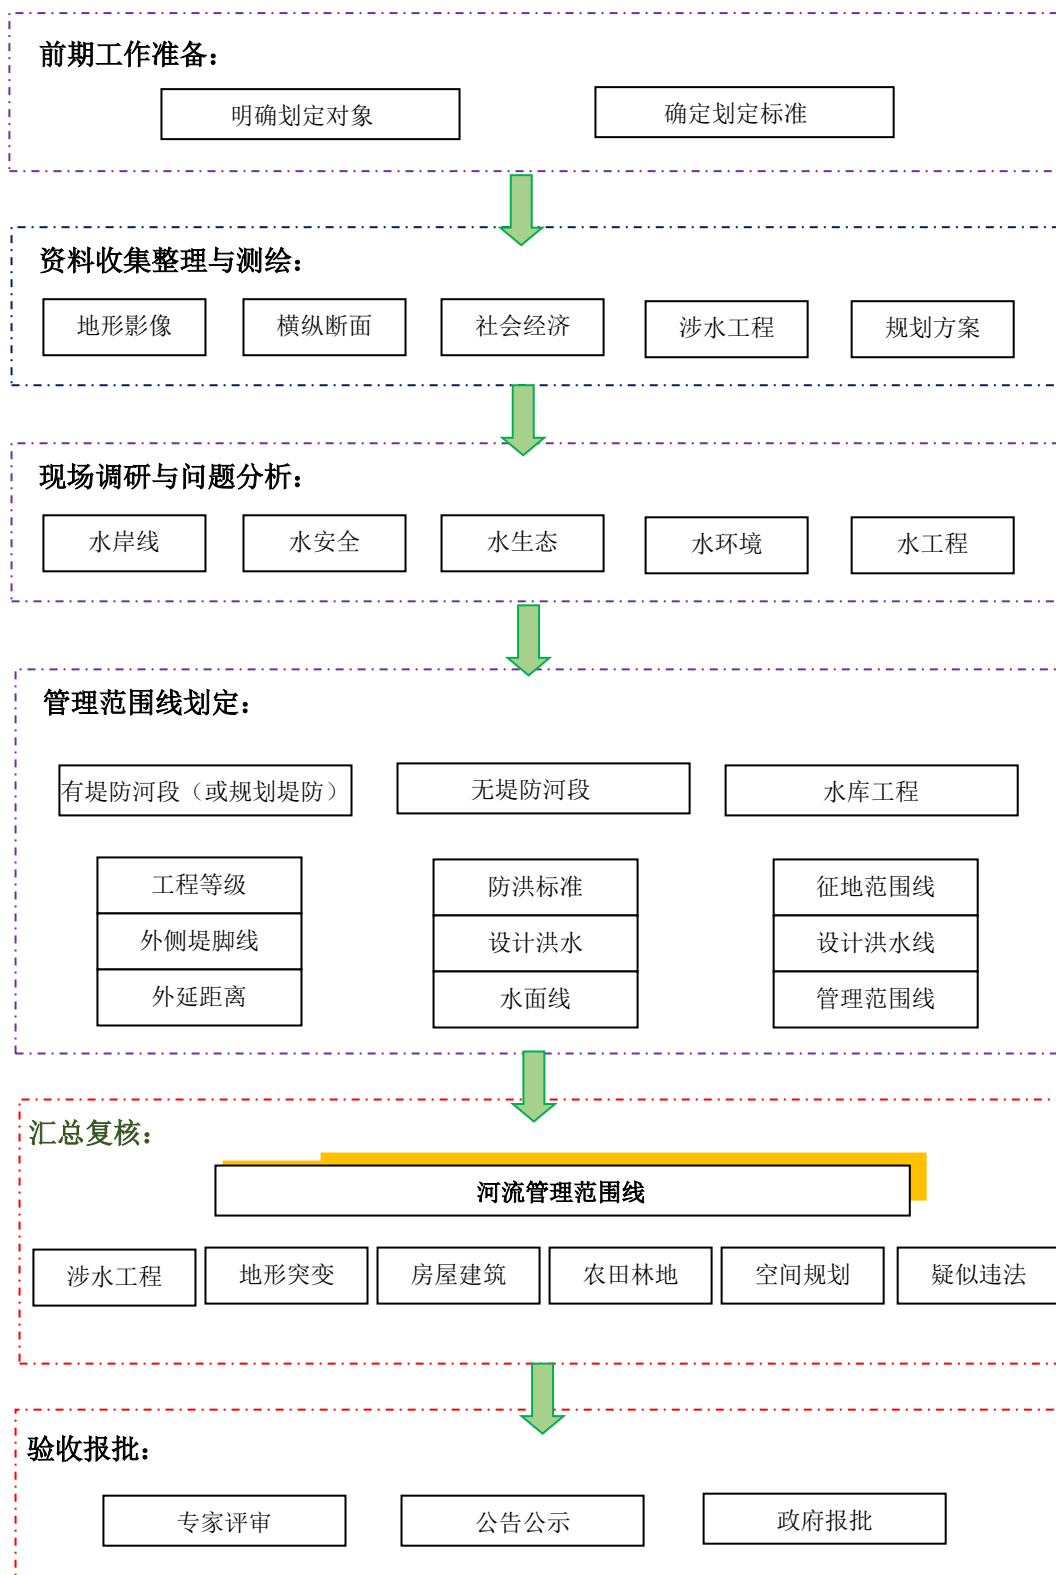 前期工作准备：
明确划定对象
确定划定标准
资料收集整理与测绘：
地形影像
横纵断面
社会经济
涉水工程
规划方案
现场调研与问题分析：
水岸线
水安全
水生态
水环境
水工程
管理范围线划定：
有堤防河段（或规划堤防）
无堤防河段
水库工程
工程等级
外侧堤脚线
外延距离
防洪标准
设计洪水
水面线
征地范围线
设计洪水线
管理范围线
汇总复核：
河流管理范围线
涉水工程
地形突变
房屋建筑
农田林地
空间规划
疑似违法
验收报批：
专家评审
公告公示
政府报批